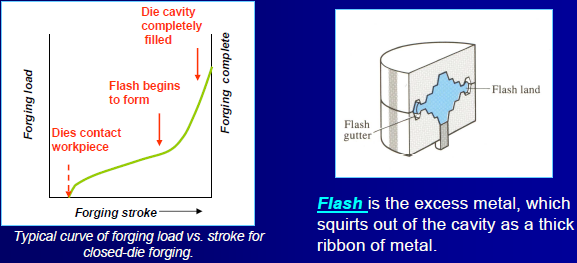 Die cavity
completely
filled
Flash begins
to form
Dies contact
workpiece
Forging load
Forging complete
Forging stroke
Typical curve of forging load vs. stroke for
closed-die forging.
Flash land
Flash
gutter
Flash is the excess metal, which
squirts out of the cavity as a thick
ribbon of metal.